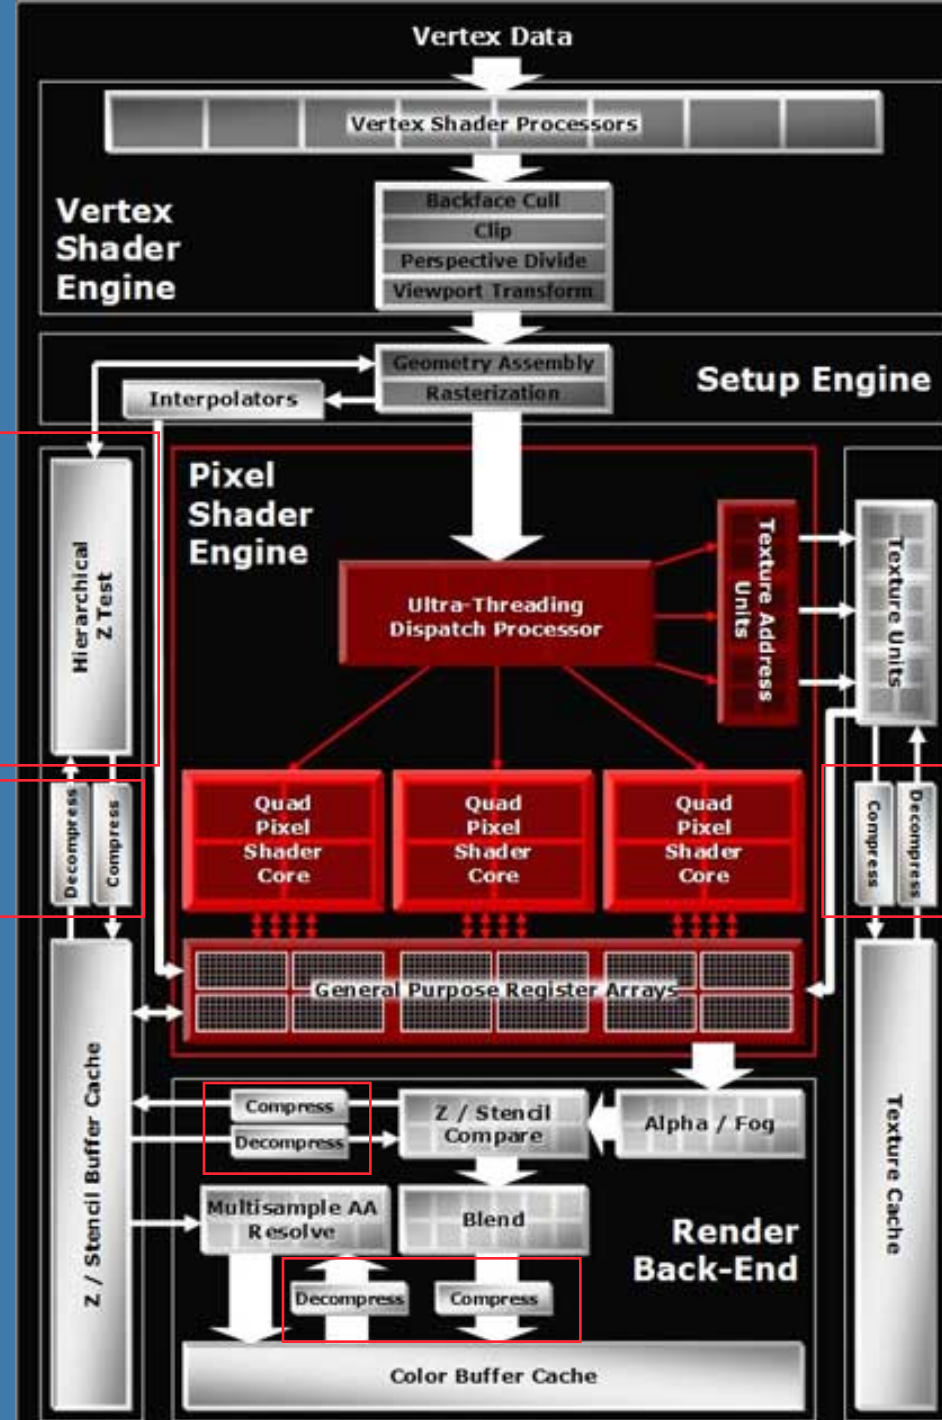 Vertex Data
Vertex Shader Processors
Vertex
Shader
Engine
Backface Cull
Clip
Perspective Divide
Viewport Transform
Geometry Assembly
Rasterization
Interpolators
Setup Engine
Hierarchical
Z Test
Pixel
Shader
Engine
Ultra-Threading
Dispatch Processor
Texture Address
Units
Texture Units
Quad
Pixel
Shader
Core
Quad
Pixel
Shader
Core
Quad
Pixel
Shader
Core
Decompress
Compress
Compress
Decompress
General Purpose Register Arrays
Z / Stencil Buffer Cache
Compress
Decompress
Z / Stencil
Compare
Alpha / Fog
Texture Cache
Multisample AA
Resolve
Blend
Render
Back-End
Decompress
Compress
Color Buffer Cache